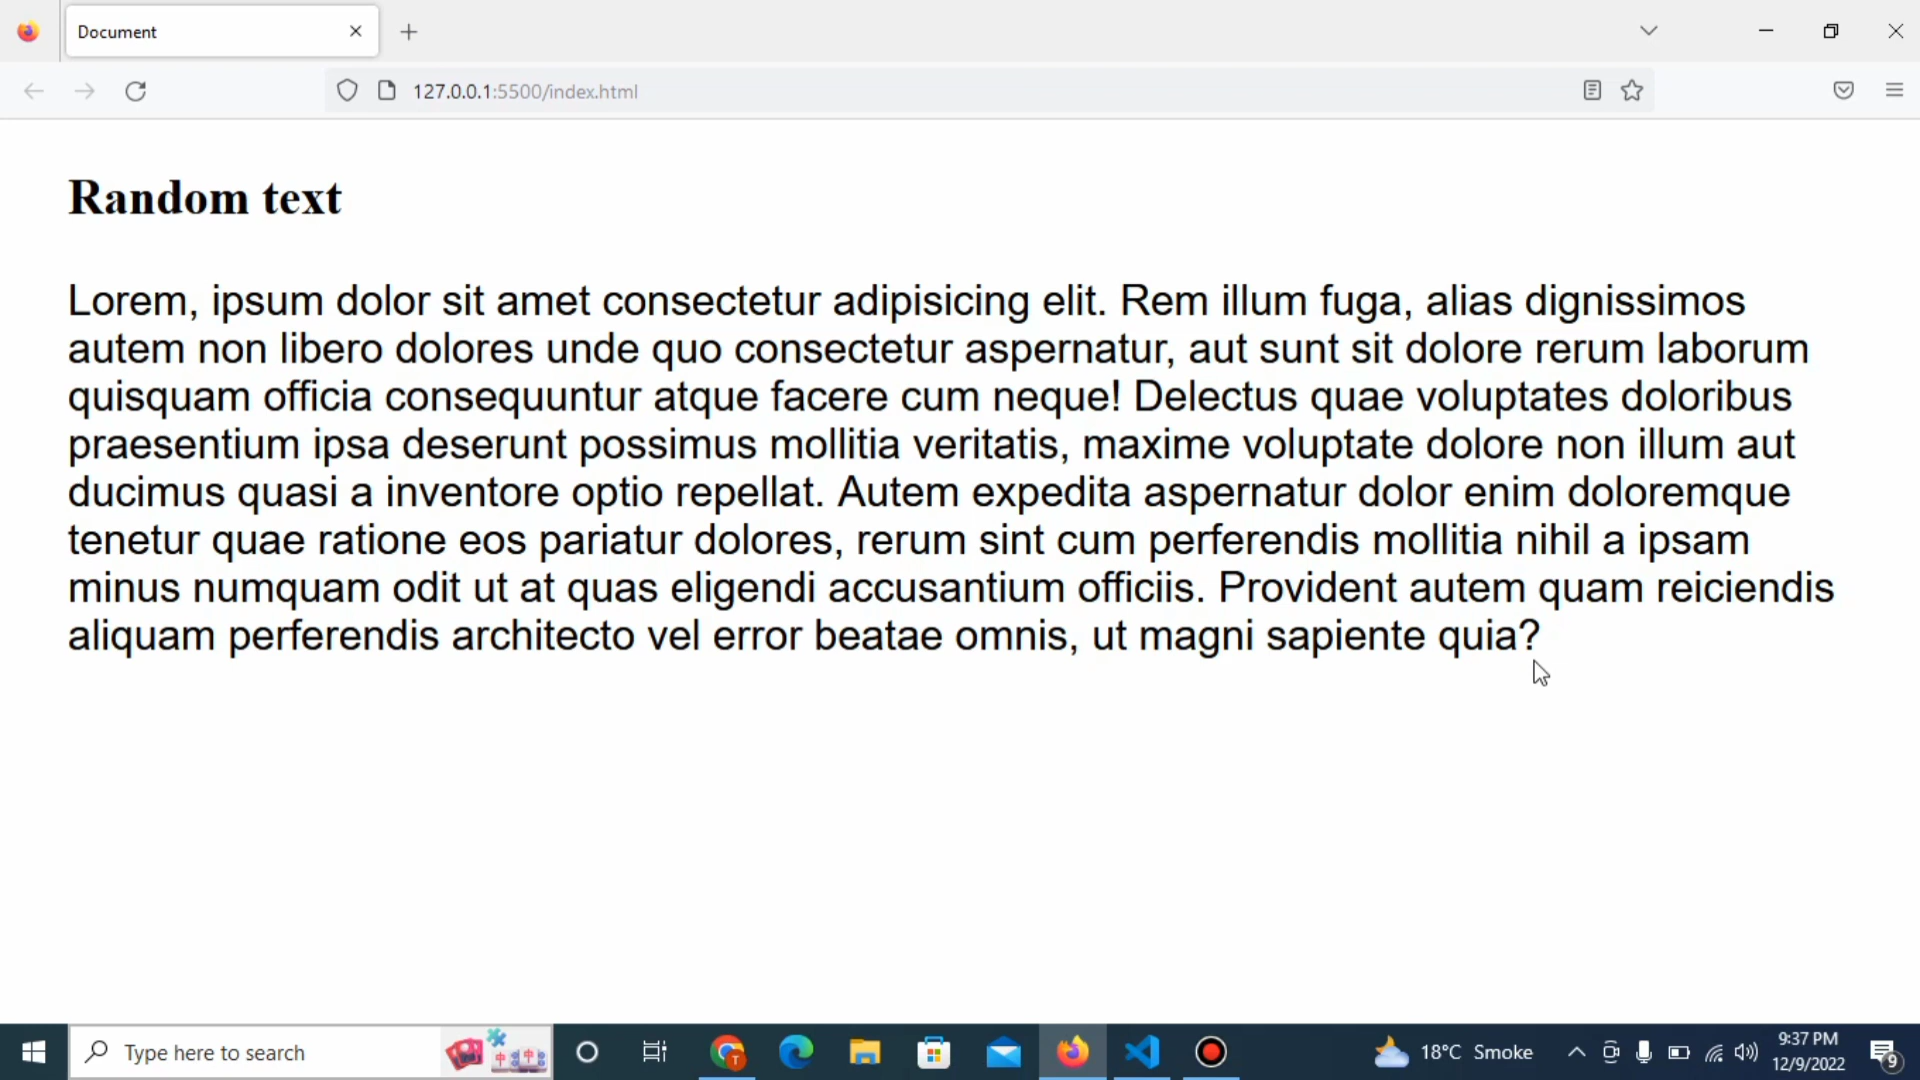 Document
127.0.0.1:5500/index.html
Random text
Lorem, ipsum dolor sit amet consectetur adipisicing elit. Rem illum fuga, alias dignissimos
autem non libero dolores unde quo consectetur aspernatur, aut sunt sit dolore rerum laborum
quisquam officia consequuntur atque facere cum neque! Delectus quae voluptates doloribus
praesentium ipsa deserunt possimus mollitia veritatis, maxime voluptate dolore non illum aut
ducimus quasi a inventore optio repellat. Autem expedita aspernatur dolor enim doloremque
tenetur quae ratione eos pariatur dolores, rerum sint cum perferendis mollitia nihil a ipsam
minus numquam odit ut at quas eligendi accusantium officiis. Provident autem quam reiciendis
aliquam perferendis architecto vel error beatae omnis, ut magni sapiente quia?
Type here to search
T
18°C Smoke
9:37 PM
12/9/2022
9